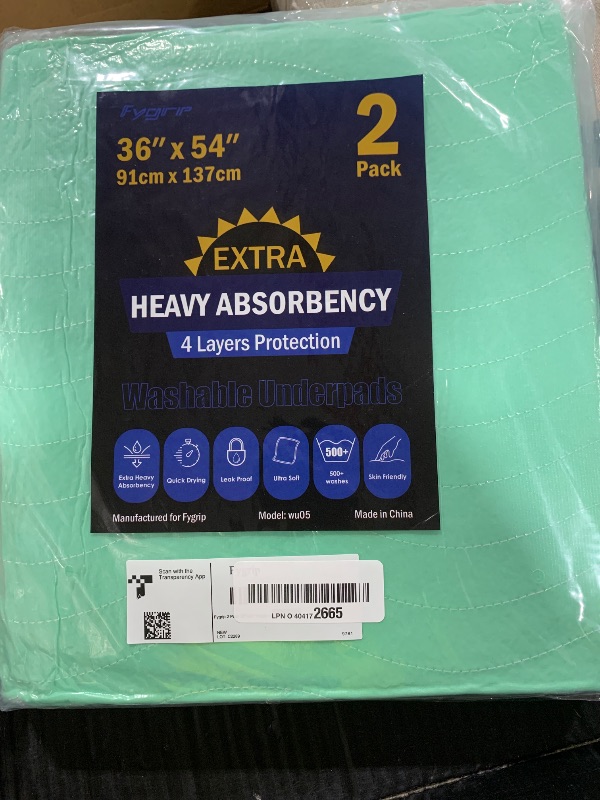 Fygrip
36" x 54"
91cm x 137cm
2
Pack
EXTRA
HEAVY ABSORBENCY
4 Layers Protection
Washable Underpads
Extra Heavy
Absorbency
Quick Drying
Leak Proof
Ultra Soft
500+
500+
washes
Skin Friendly
Manufactured for Fygrip
Model: wu05
Made in China
Scan with the
Transparency App
LPN O 40417 2665
NEW